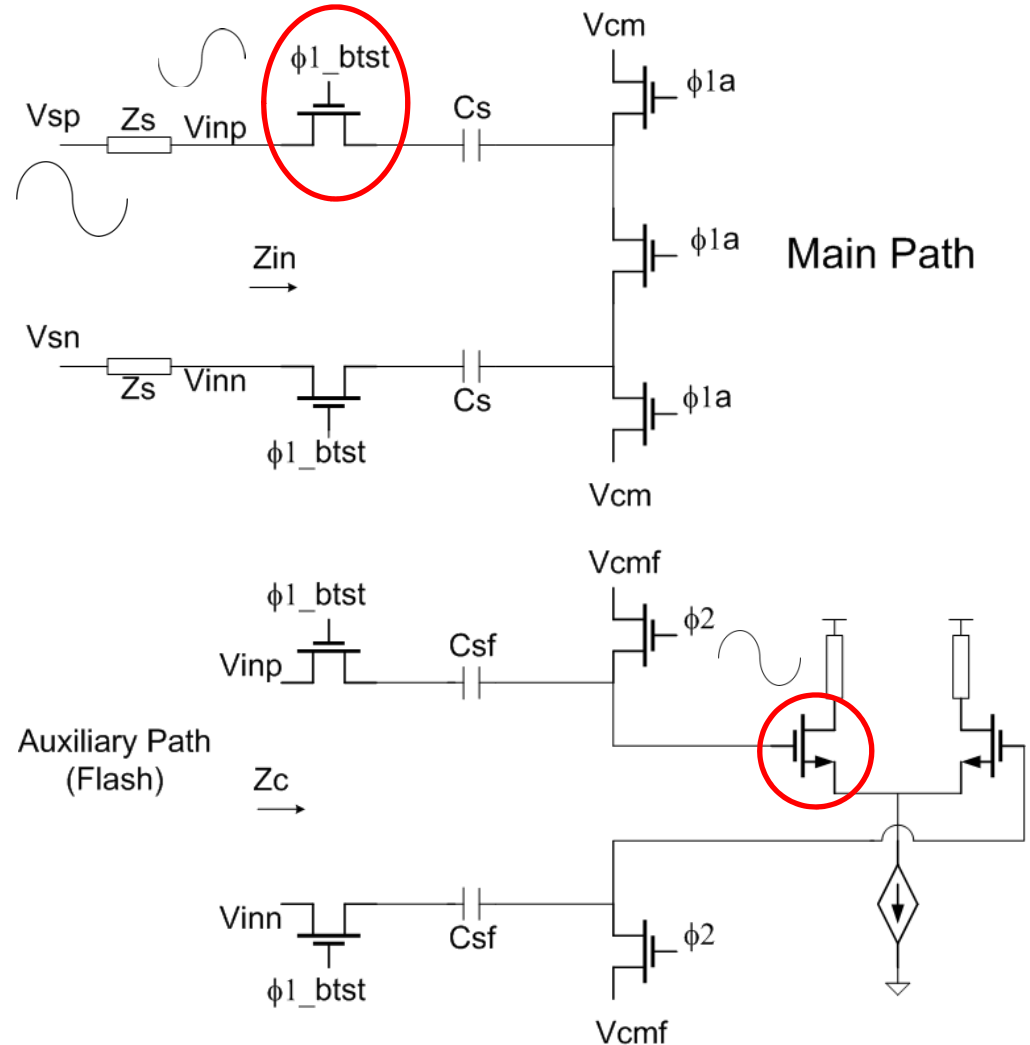 Vcm
ϕ1_btst
ϕ1a
Cs
Vsp
Zs
Vinp
ϕ1a
Main Path
Zin
Vsn
Zs
Vinn
Cs
ϕ1a
ϕ1_btst
Vcm
Vcmf
ϕ1_btst
ϕ2
Csf
Vinp
Auxiliary Path
(Flash)
Zc
Vinn
Csf
ϕ2
ϕ1_btst
Vcmf